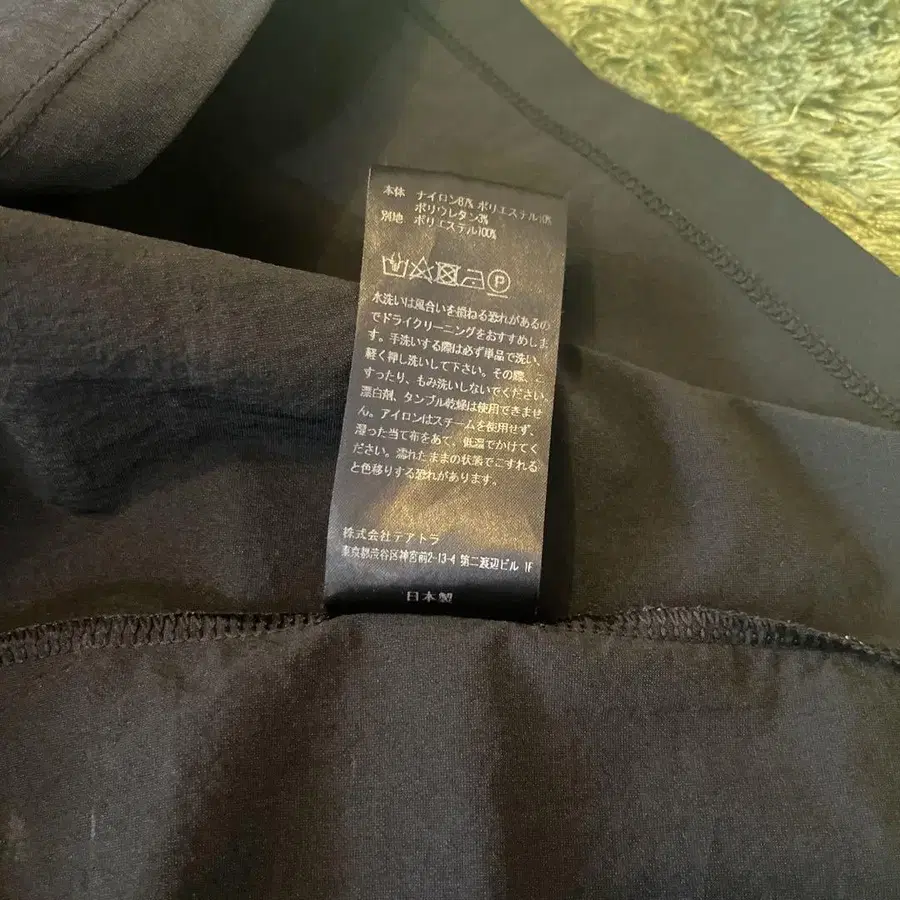 本体 ナイロン87% ポリエステル10%
ポリウレタン3%
別地 ポリエステル100%
P
水洗いは風合いを損ねる恐れがあるの
でドライクリーニングをおすすめしま
す。手洗いする際は必ず単品で洗い、
軽く押し洗いして下さい。その際、こ
すったり、もみ洗いしないでください。
漂白剤、タンブル乾燥は使用できませ
ん。アイロンはスチームを使用せず、
湿った当て布をあて、低温でかけてく
ださい。濡れたままの状態でこすれる
と色移りする恐れがあります。
株式会社テアトラ
東京都渋谷区神宮前2-13-4 第二渡辺ビル 1F
日本製